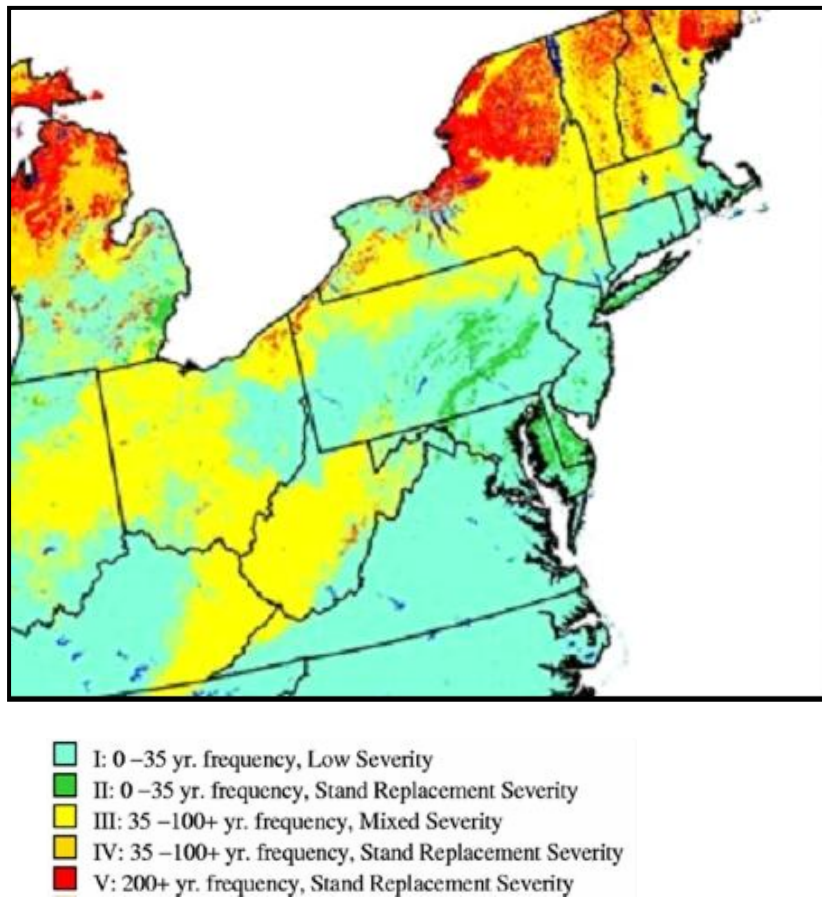 I: 0 –35 yr. frequency, Low Severity
II: 0 –35 yr. frequency, Stand Replacement Severity
III: 35 –100+ yr. frequency, Mixed Severity
IV: 35 –100+ yr. frequency, Stand Replacement Severity
V: 200+ yr. frequency, Stand Replacement Severity